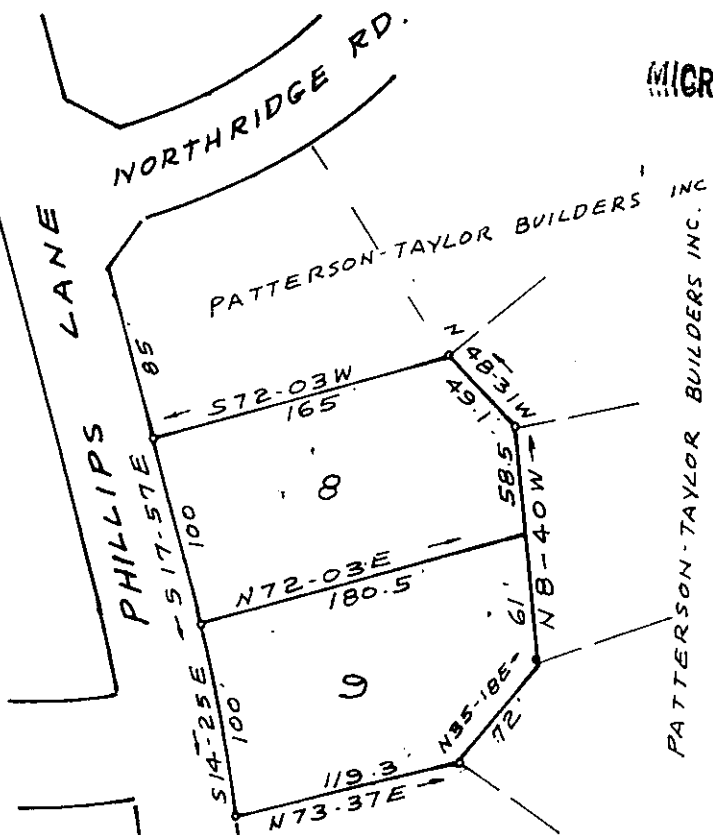 MICR
NORTHRIDGE RD.
PHILLIPS LANE
PATTERSON-TAYLOR BUILDERS' INC
PATTERSON-TAYLOR BUILDERS INC.
85'
S72-03W
165'
N 48-31W
49.1'
58.5
N8-40W
S17-57E
100'
8
N72-03E
180.5'
61'
S14-25E
100'
9
N35-18E
72'
119.3'
N73-37E